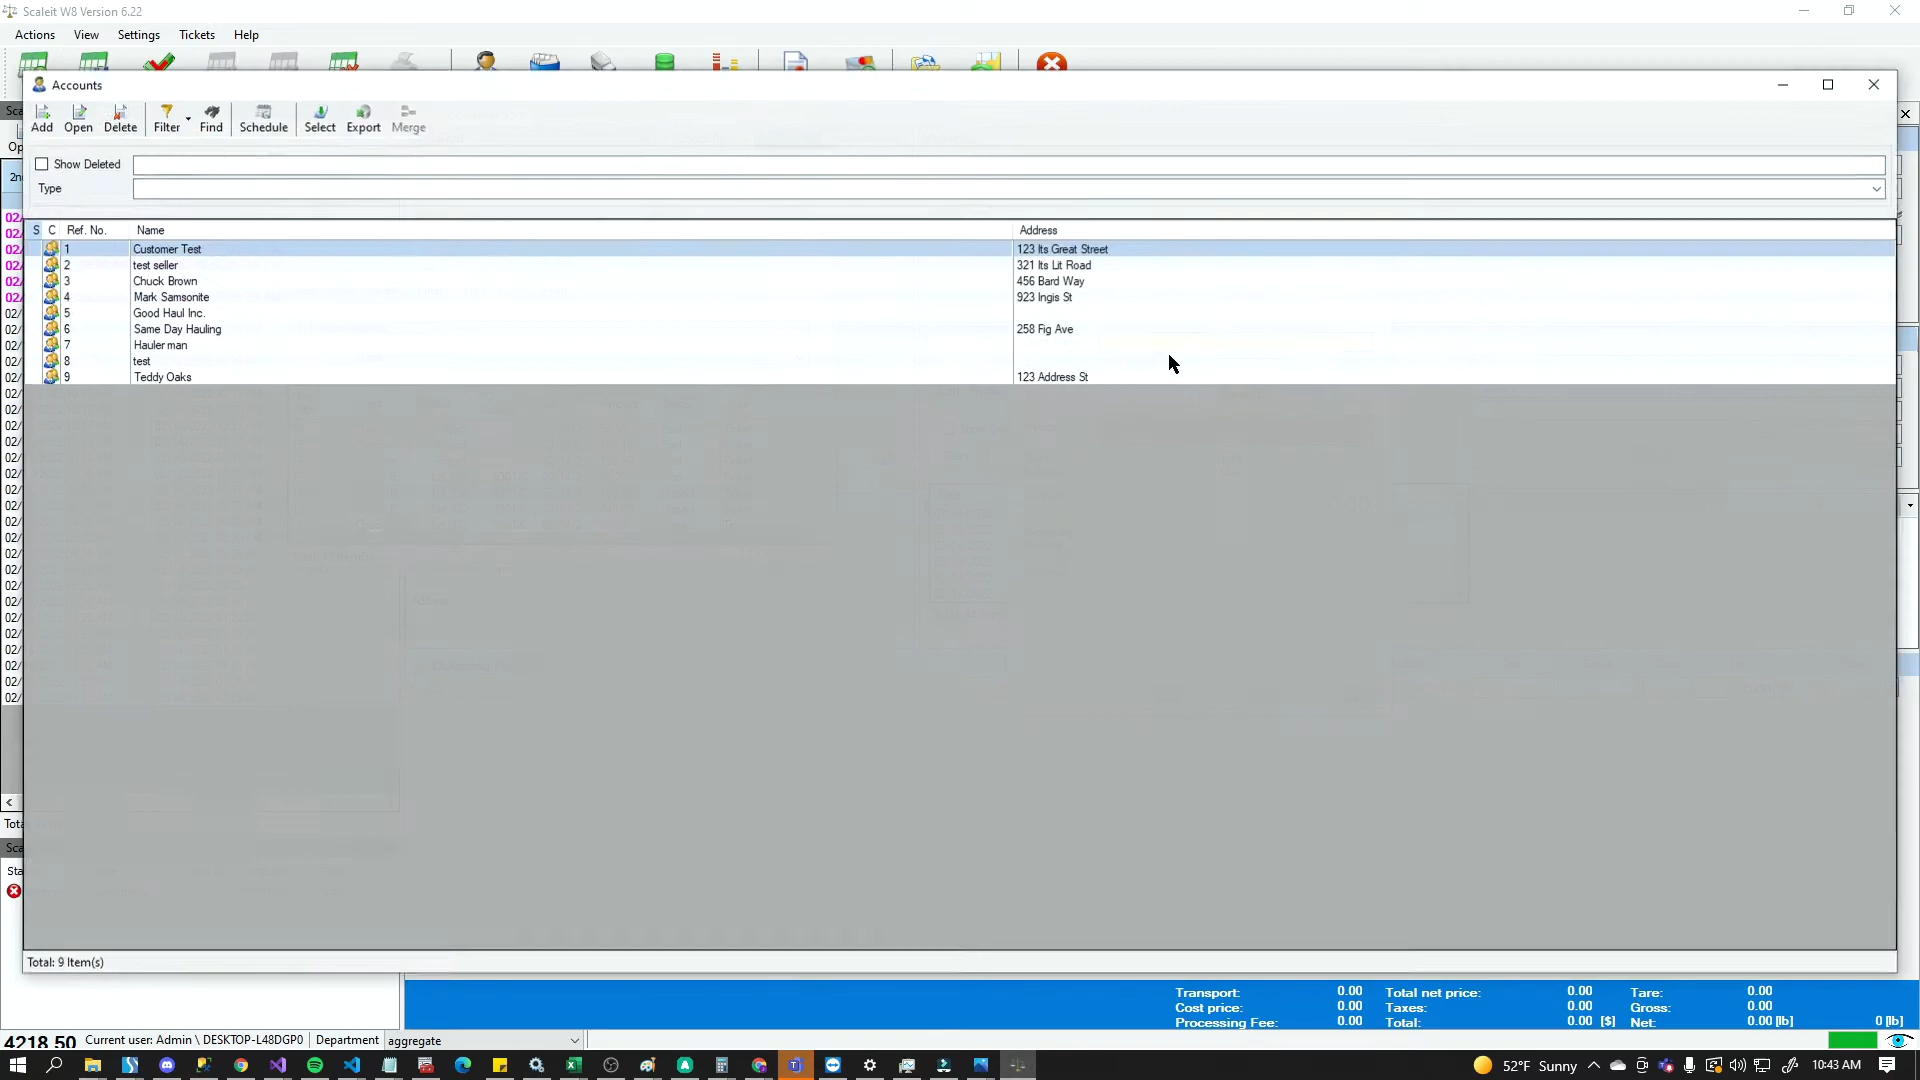 Scaleit W8 Version 6.22
Actions View Settings Tickets Help
Accounts
Add Open Delete Filter Find Schedule Select Export Merge
Show Deleted
Type
S C Ref. No. Name Address
1 Customer Test 123 Its Great Street
2 test seller 321 Its Lit Road
3 Chuck Brown 456 Bard Way
4 Mark Samsonite 923 Ingis St
5 Good Haul Inc.
6 Same Day Hauling 258 Fig Ave
7 Hauler man
8 test
9 Teddy Oaks 123 Address St
Total: 9 Item(s)
Transport: 0.00 Total net price: 0.00 Tare: 0.00
Cost price: 0.00 Taxes: 0.00 Gross: 0.00
Processing Fee: 0.00 Total: 0.00 [$] Net: 0.00 [lb] 0 [lb]
4218.50 Current user: Admin \ DESKTOP-L48DGP0 Department aggregate
52°F Sunny 10:43 AM